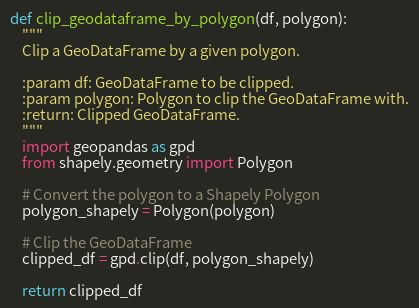 def clip_geodataframe_by_polygon(df, polygon):
    """
    Clip a GeoDataFrame by a given polygon.

    :param df: GeoDataFrame to be clipped.
    :param polygon: Polygon to clip the GeoDataFrame with.
    :return: Clipped GeoDataFrame.
    """
    import geopandas as gpd
    from shapely.geometry import Polygon

    # Convert the polygon to a Shapely Polygon
    polygon_shapely = Polygon(polygon)

    # Clip the GeoDataFrame
    clipped_df = gpd.clip(df, polygon_shapely)

    return clipped_df